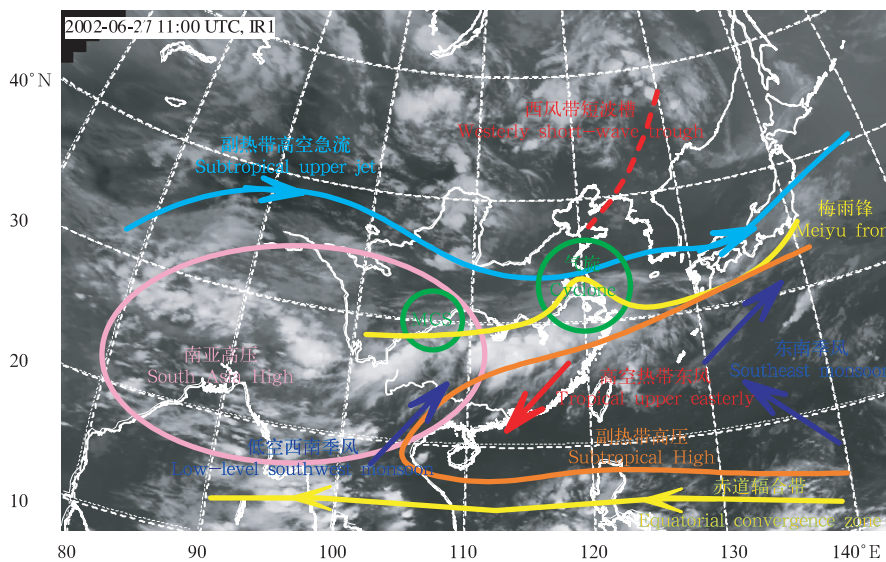 2002-06-27 11:00 UTC, IR1
40°N
西风带短波槽
Westerly short-wave trough
副热带高空急流
Subtropical upper jet
梅雨锋
Meiyu fron
30
气旋
Cyclone
MCS
20
南亚高压
South Asia High
高空热带东风
Tropical upper easterly
东南季风
Southeast monsoon
低空西南季风
Low-level southwest monsoon
副热带高压
Subtropical High
赤道辐合带
Equatorial convergence zone
10
80
90
100
110
120
130
140°E